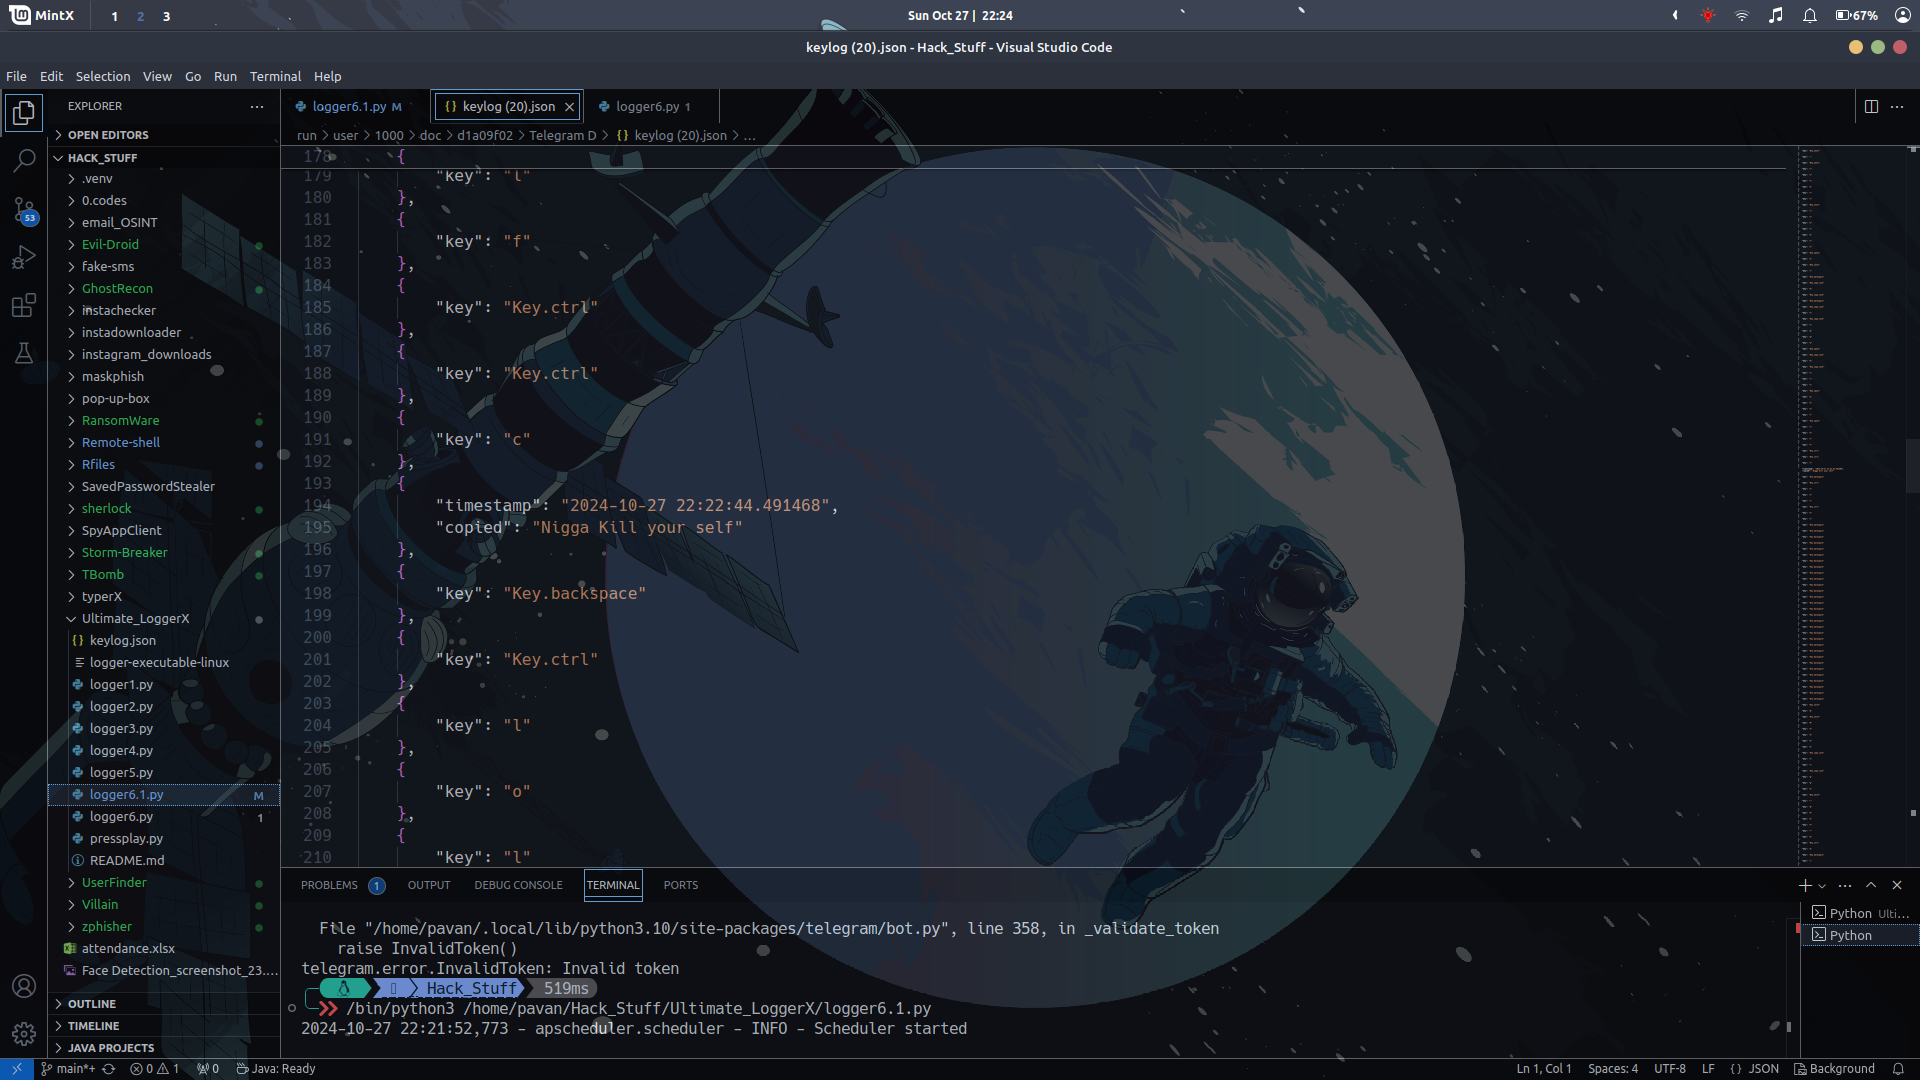 MintX 1 2 3 Sun Oct 27 | 22:24 67%
keylog (20).json - Hack_Stuff - Visual Studio Code
File Edit Selection View Go Run Terminal Help
EXPLORER
OPEN EDITORS
HACK_STUFF
.venv
0.codes
email_OSINT
Evil-Droid
fake-sms
GhostRecon
instachecker
instadownloader
instagram_downloads
maskphish
pop-up-box
RansomWare
Remote-shell
Rfiles
SavedPasswordStealer
sherlock
SpyAppClient
Storm-Breaker
TBomb
typerX
Ultimate_LoggerX
{} keylog.json
logger-executable-linux
logger1.py
logger2.py
logger3.py
logger4.py
logger5.py
logger6.1.py M
logger6.py 1
pressplay.py
README.md
UserFinder
Villain
zphisher
attendance.xlsx
Face Detection_screenshot_23....
OUTLINE
TIMELINE
JAVA PROJECTS
53
logger6.1.py M {} keylog (20).json logger6.py 1
run > user > 1000 > doc > d1a09f02 > Telegram D > {} keylog (20).json > ...
178 {
179 "key": "l"
180 },
181 {
182 "key": "f"
183 },
184 {
185 "key": "Key.ctrl"
186 },
187 {
188 "key": "Key.ctrl"
189 },
190 {
191 "key": "c"
192 },
193 {
194 "timestamp": "2024-10-27 22:22:44.491468",
195 "copied": "Nigga Kill your self"
196 },
197 {
198 "key": "Key.backspace"
199 },
200 {
201 "key": "Key.ctrl"
202 },
203 {
204 "key": "l"
205 },
206 {
207 "key": "o"
208 },
209 {
210 "key": "l"
PROBLEMS 1 OUTPUT DEBUG CONSOLE TERMINAL PORTS
File "/home/pavan/.local/lib/python3.10/site-packages/telegram/bot.py", line 358, in _validate_token
raise InvalidToken()
telegram.error.InvalidToken: Invalid token
Hack_Stuff 519ms
/bin/python3 /home/pavan/Hack_Stuff/Ultimate_LoggerX/logger6.1.py
2024-10-27 22:21:52,773 - apscheduler.scheduler - INFO - Scheduler started
Python Ulti...
Python
main*+ 0 1 0 Java: Ready Ln 1, Col 1 Spaces: 4 UTF-8 LF {} JSON Background